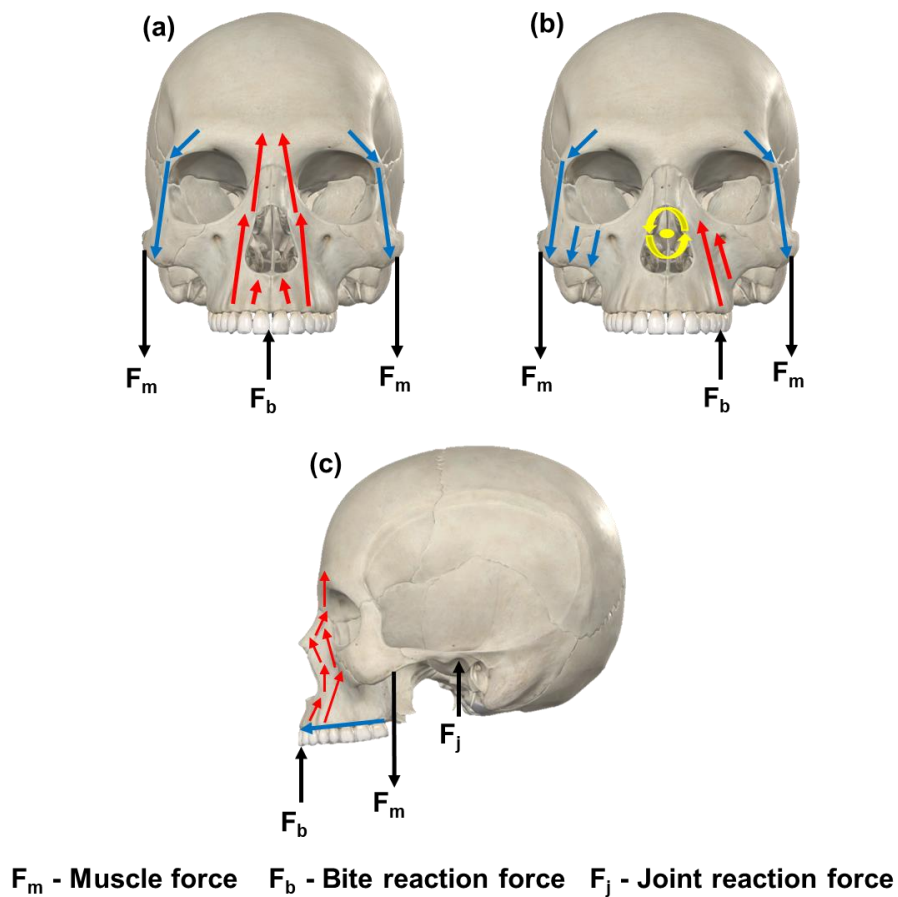 (a)
(b)
Fm
Fb
Fm
Fm
Fb
Fm
(c)
Fj
Fm
Fb
Fm - Muscle force Fb - Bite reaction force Fj - Joint reaction force